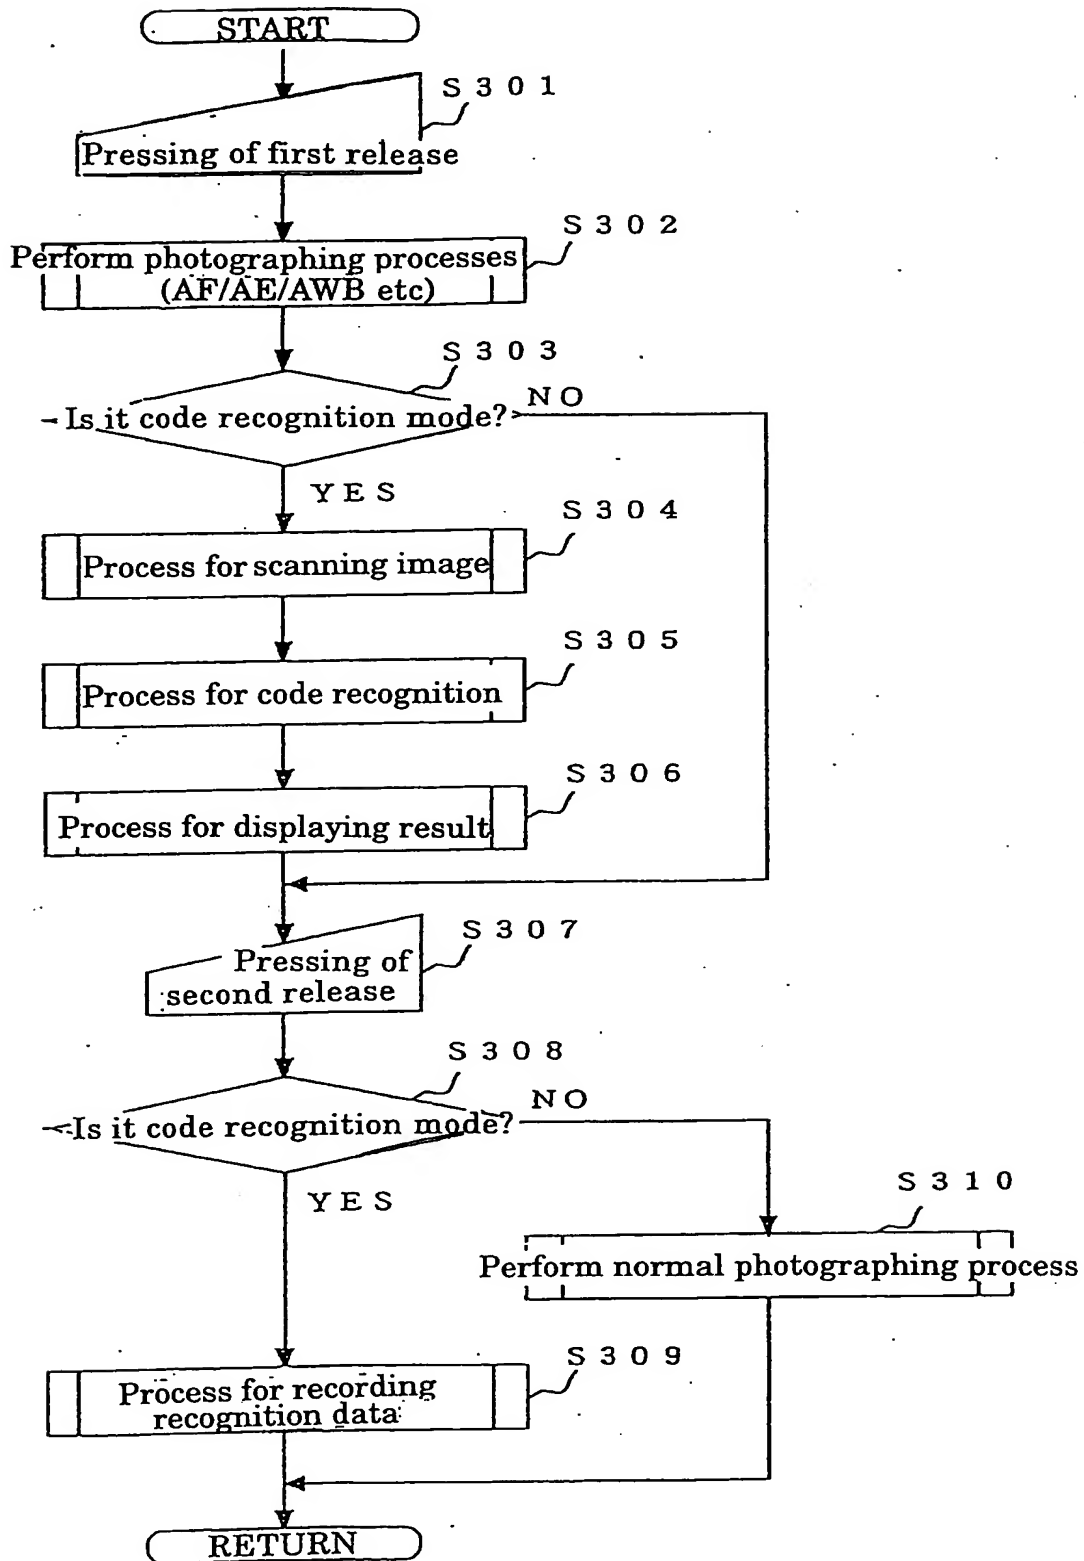 START
S301
Pressing of first release
S302
Perform photographing processes
(AF/AE/AWB etc)
S303
Is it code recognition mode?
NO
YES
S304
Process for scanning image
S305
Process for code recognition
S306
Process for displaying result
S307
Pressing of
second release
S308
Is it code recognition mode?
NO
YES
S310
Perform normal photographing process
S309
Process for recording
recognition data
RETURN